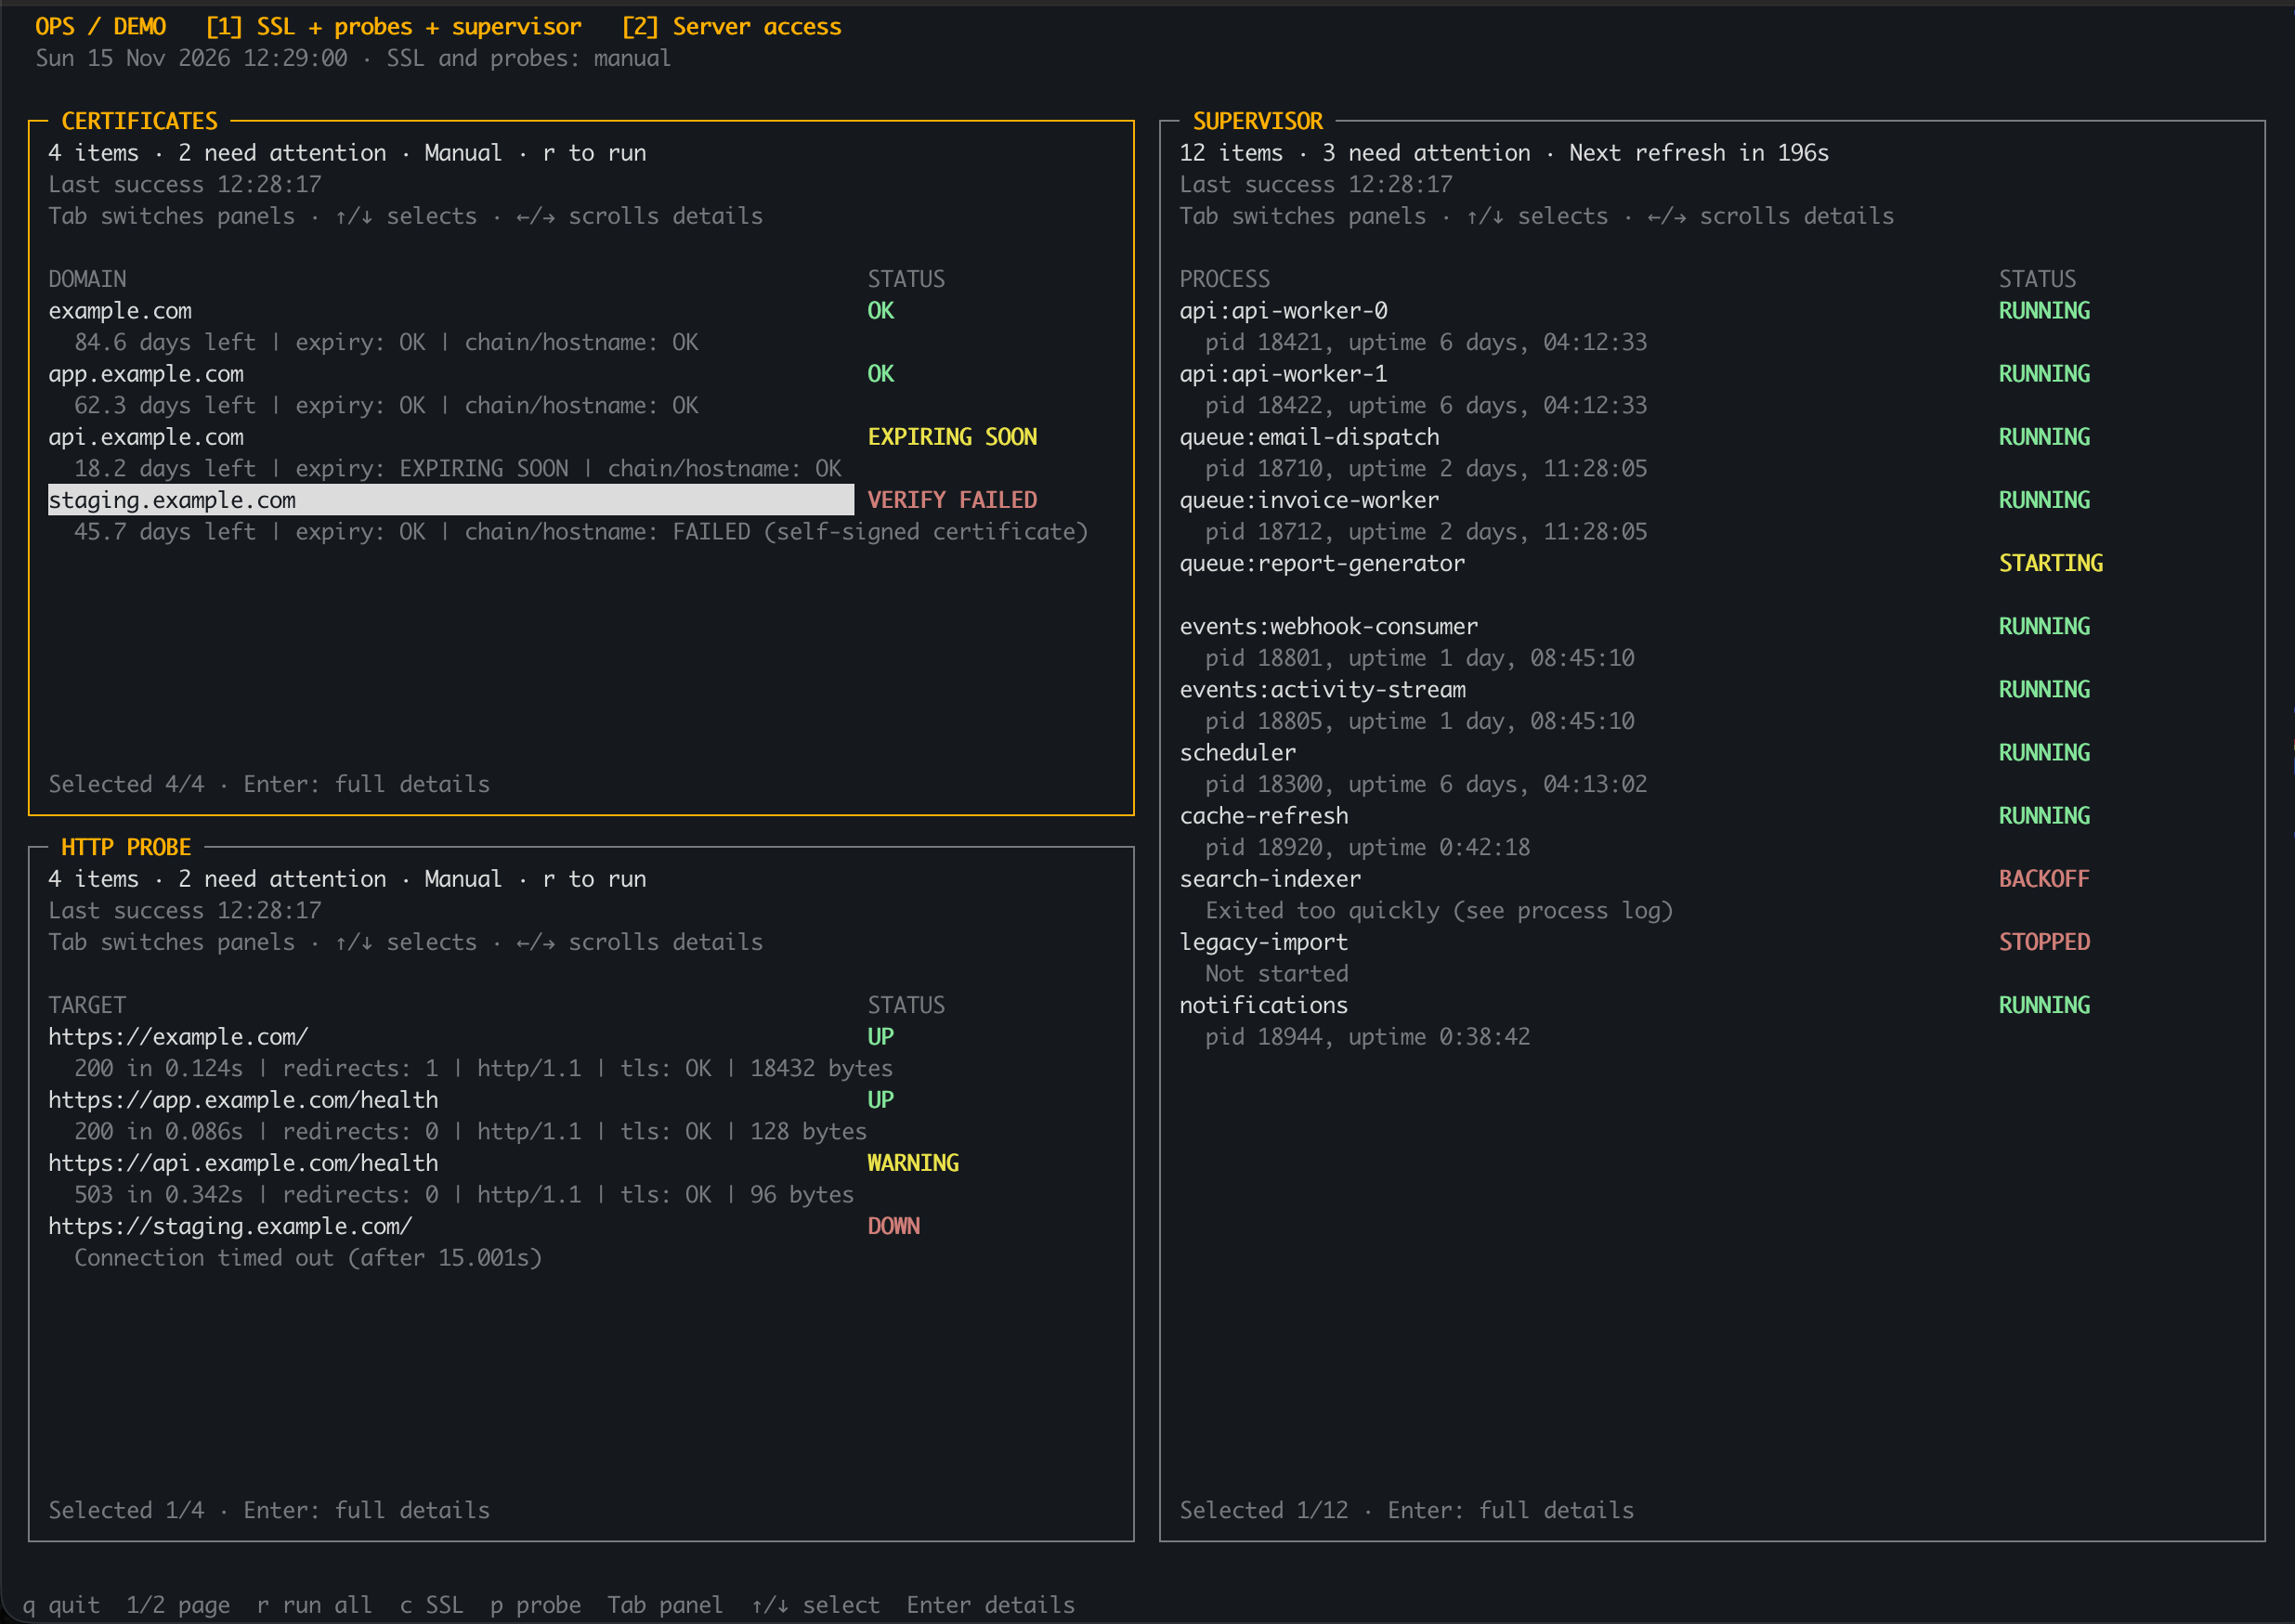 OPS / DEMO   [1] SSL + probes + supervisor   [2] Server access
Sun 15 Nov 2026 12:29:00 · SSL and probes: manual
CERTIFICATES
4 items · 2 need attention · Manual · r to run
Last success 12:28:17
Tab switches panels · ↑/↓ selects · ←/→ scrolls details
DOMAIN STATUS
example.com OK
84.6 days left | expiry: OK | chain/hostname: OK
app.example.com OK
62.3 days left | expiry: OK | chain/hostname: OK
api.example.com EXPIRING SOON
18.2 days left | expiry: EXPIRING SOON | chain/hostname: OK
staging.example.com VERIFY FAILED
45.7 days left | expiry: OK | chain/hostname: FAILED (self-signed certificate)
Selected 4/4 · Enter: full details
HTTP PROBE
4 items · 2 need attention · Manual · r to run
Last success 12:28:17
Tab switches panels · ↑/↓ selects · ←/→ scrolls details
TARGET STATUS
https://example.com/ UP
200 in 0.124s | redirects: 1 | http/1.1 | tls: OK | 18432 bytes
https://app.example.com/health UP
200 in 0.086s | redirects: 0 | http/1.1 | tls: OK | 128 bytes
https://api.example.com/health WARNING
503 in 0.342s | redirects: 0 | http/1.1 | tls: OK | 96 bytes
https://staging.example.com/ DOWN
Connection timed out (after 15.001s)
Selected 1/4 · Enter: full details
SUPERVISOR
12 items · 3 need attention · Next refresh in 196s
Last success 12:28:17
Tab switches panels · ↑/↓ selects · ←/→ scrolls details
PROCESS STATUS
api:api-worker-0 RUNNING
pid 18421, uptime 6 days, 04:12:33
api:api-worker-1 RUNNING
pid 18422, uptime 6 days, 04:12:33
queue:email-dispatch RUNNING
pid 18710, uptime 2 days, 11:28:05
queue:invoice-worker RUNNING
pid 18712, uptime 2 days, 11:28:05
queue:report-generator STARTING
events:webhook-consumer RUNNING
pid 18801, uptime 1 day, 08:45:10
events:activity-stream RUNNING
pid 18805, uptime 1 day, 08:45:10
scheduler RUNNING
pid 18300, uptime 6 days, 04:13:02
cache-refresh RUNNING
pid 18920, uptime 0:42:18
search-indexer BACKOFF
Exited too quickly (see process log)
legacy-import STOPPED
Not started
notifications RUNNING
pid 18944, uptime 0:38:42
Selected 1/12 · Enter: full details
q quit  1/2 page  r run all  c SSL  p probe  Tab panel  ↑/↓ select  Enter details